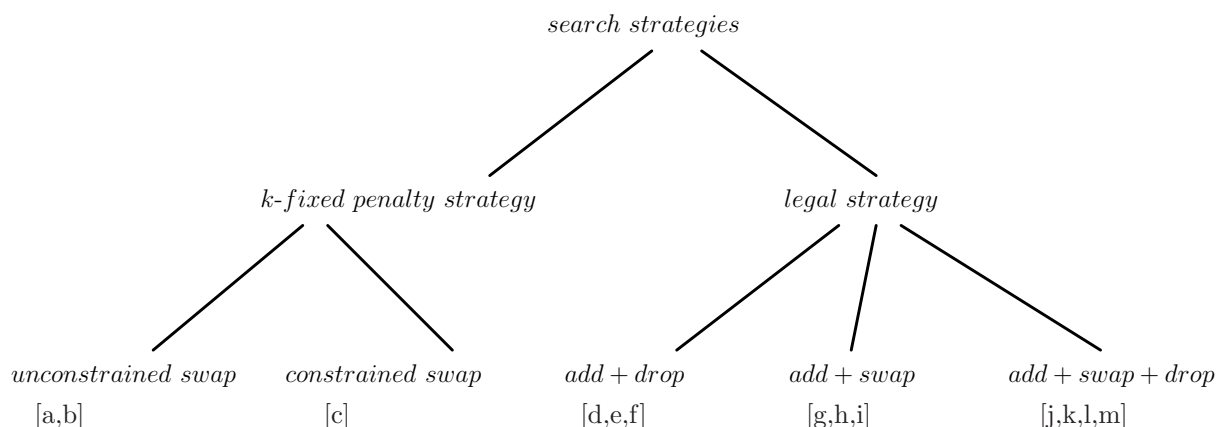 search strategies
k-fixed penalty strategy legal strategy
unconstrained swap constrained swap add + drop add + swap add + swap + drop
[a,b] [c] [d,e,f] [g,h,i] [j,k,l,m]